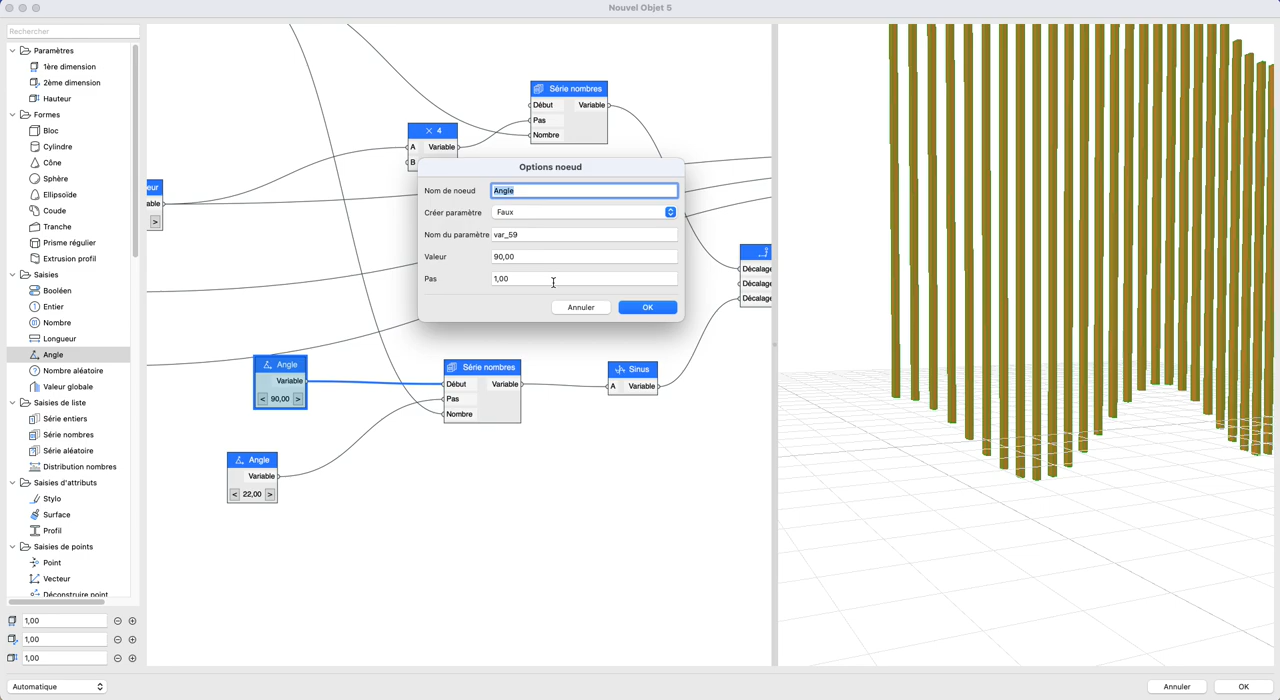 Nouvel Objet 5
Rechercher
Paramètres
1ère dimension
2ème dimension
Hauteur
Formes
Bloc
Cylindre
Cône
Sphère
Ellipsoïde
Coude
Tranche
Prisme régulier
Extrusion profil
Saisies
Booléen
Entier
Nombre
Longueur
Angle
Nombre aléatoire
Valeur globale
Saisies de liste
Série entiers
Série nombres
Série aléatoire
Distribution nombres
Saisies d'attributs
Stylo
Surface
Profil
Saisies de points
Point
Vecteur
Déconstruire point
1,00
1,00
1,00
Automatique
Série nombres
Début Variable
Pas
Nombre
× 4
A Variable
B
eur
able
>
Options noeud
Nom de noeud Angle
Créer paramètre Faux
Nom du paramètre var_59
Valeur 90,00
Pas 1,00
Annuler OK
Décalage
Décalage
Décalage
Angle
Variable
< 90,00 >
Série nombres
Début Variable
Pas
Nombre
Sinus
A Variable
Angle
Variable
< 22,00 >
Annuler OK